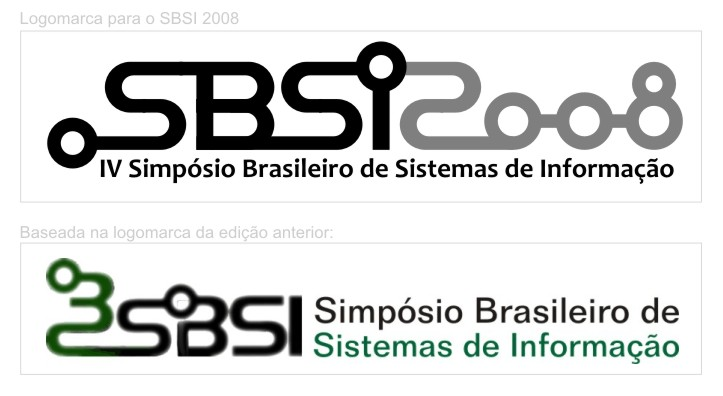 Logomarca para o SBSI 2008
SBSI2008
IV Simpósio Brasileiro de Sistemas de Informação
Baseada na logomarca da edição anterior:
3SBSI
Simpósio Brasileiro de
Sistemas de Informação